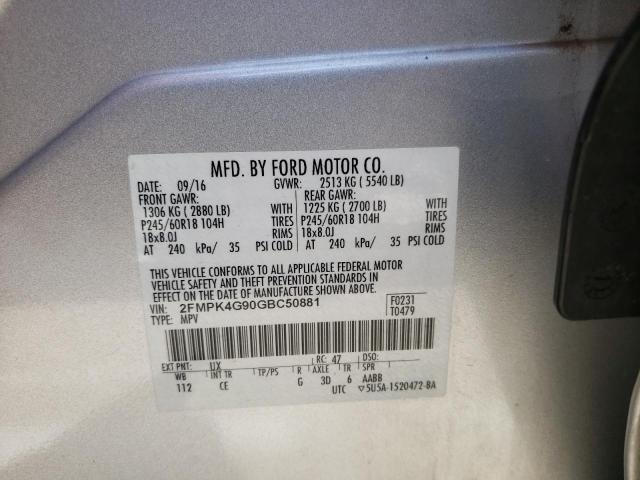 MFD. BY FORD MOTOR CO.
DATE: 09/16 GVWR: 2513 KG ( 5540 LB)
FRONT GAWR: REAR GAWR:
1306 KG ( 2880 LB) WITH 1225 KG ( 2700 LB) WITH
P245/60R18 104H TIRES P245/60R18 104H TIRES
18x8.0J RIMS 18x8.0J RIMS
AT 240 kPa/ 35 PSI COLD AT 240 kPa/ 35 PSI COLD
THIS VEHICLE CONFORMS TO ALL APPLICABLE FEDERAL MOTOR
VEHICLE SAFETY AND THEFT PREVENTION STANDARDS IN
EFFECT ON THE DATE OF MANUFACTURE SHOWN ABOVE.
VIN: 2FMPK4G90GBC50881 F0231
TYPE: MPV T0479
EXT PNT: UX RC: 47 DSO:
WB INT TR TP/PS R AXLE TR SPR
112 CE G 3D 6 AABB
UTC ▽5U5A-1520472-BA